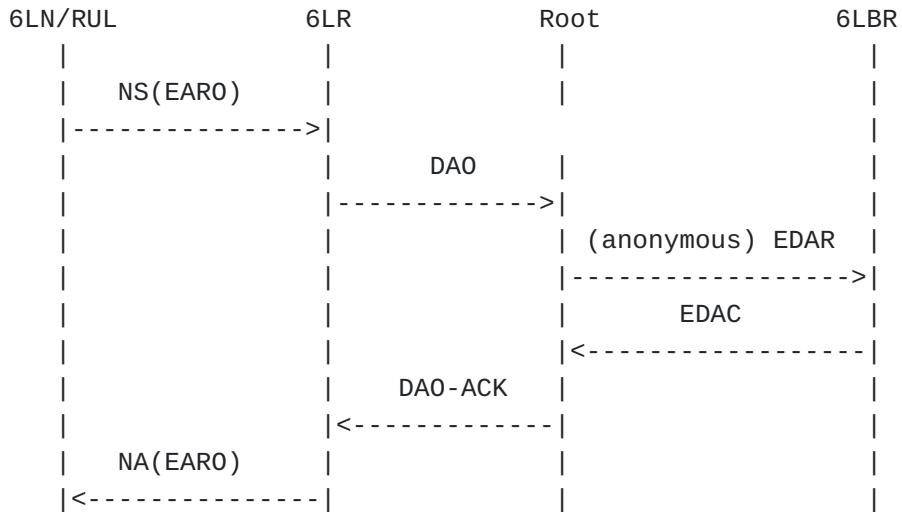 6LN/RUL 6LR Root 6LBR
NS(EARO)
DAO
(anonymous) EDAR
EDAC
DAO-ACK
NA(EARO)